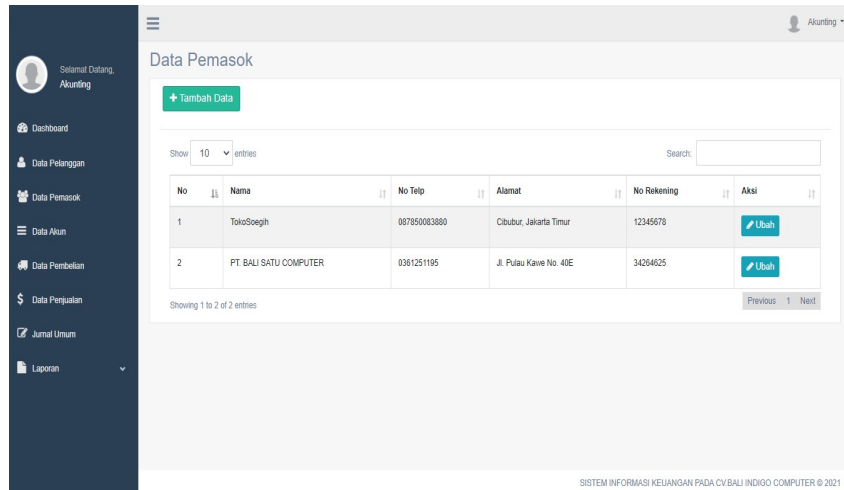 Akunting
Selamat Datang,
Akunting
Dashboard
Data Pelanggan
Data Pemasok
Data Akun
Data Pembelian
Data Penjualan
Jurnal Umum
Laporan
Data Pemasok
+ Tambah Data
Show 10 entries Search:
No Nama No Telp Alamat No Rekening Aksi
1 TokoSoegih 087850083880 Cibubur, Jakarta Timur 12345678 Ubah
2 PT. BALI SATU COMPUTER 0361251195 Jl. Pulau Kawe No. 40E 34264625 Ubah
Showing 1 to 2 of 2 entries Previous 1 Next
SISTEM INFORMASI KEUANGAN PADA CV.BALI INDIGO COMPUTER © 2021